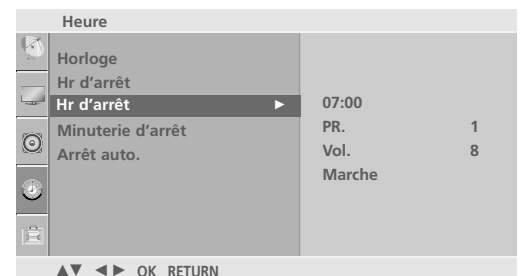 Heure
Horloge
Hr d'arrêt
Hr d'arrêt ►
Minuterie d'arrêt
Arrêt auto.
07:00
PR. 1
Vol. 8
Marche
▲▼ ◄► OK RETURN